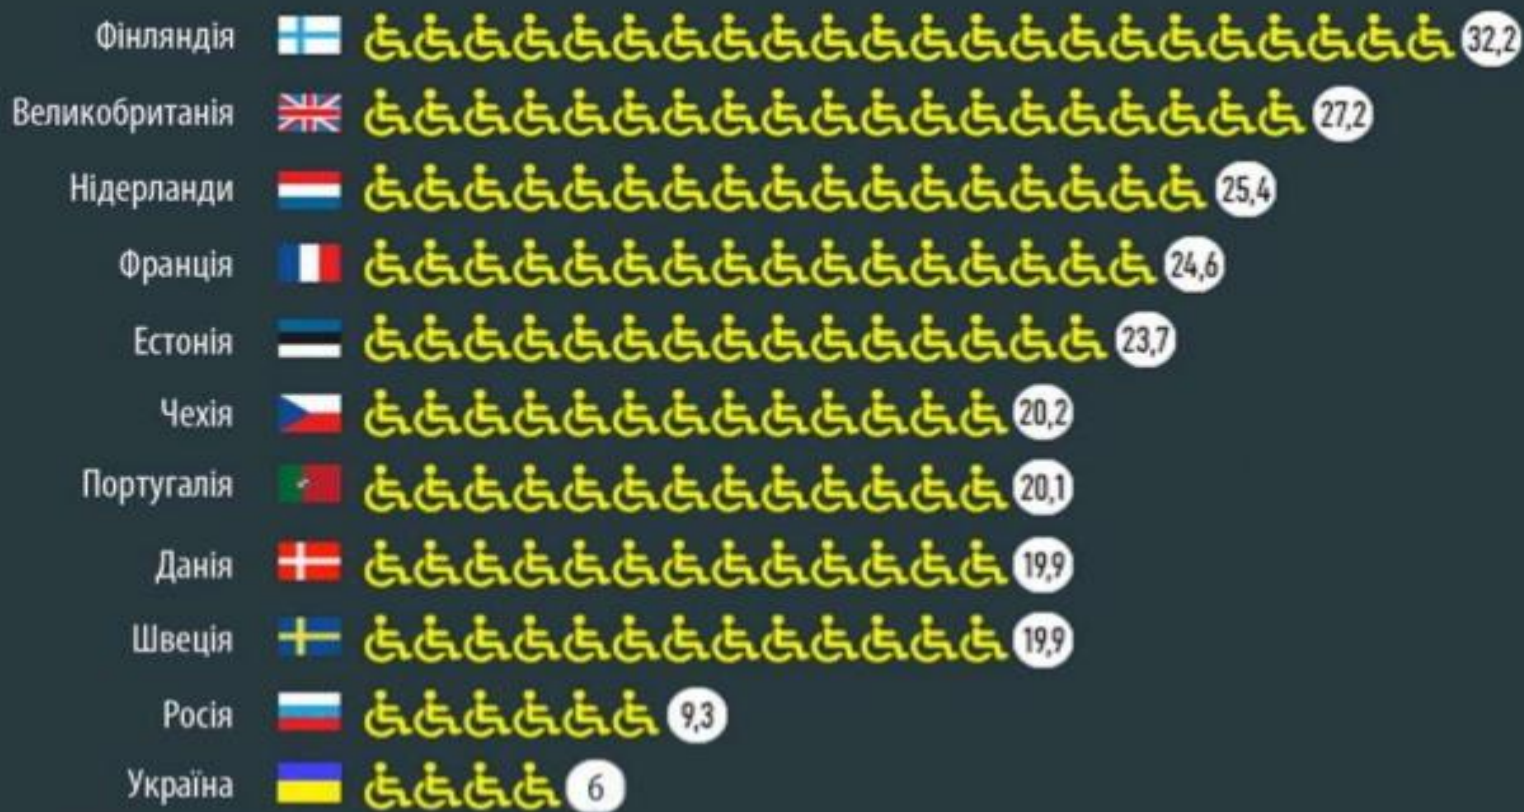 Фінляндія 32,2
Великобританія 27,2
Нідерланди 25,4
Франція 24,6
Естонія 23,7
Чехія 20,2
Португалія 20,1
Данія 19,9
Швеція 19,9
Росія 9,3
Україна 6